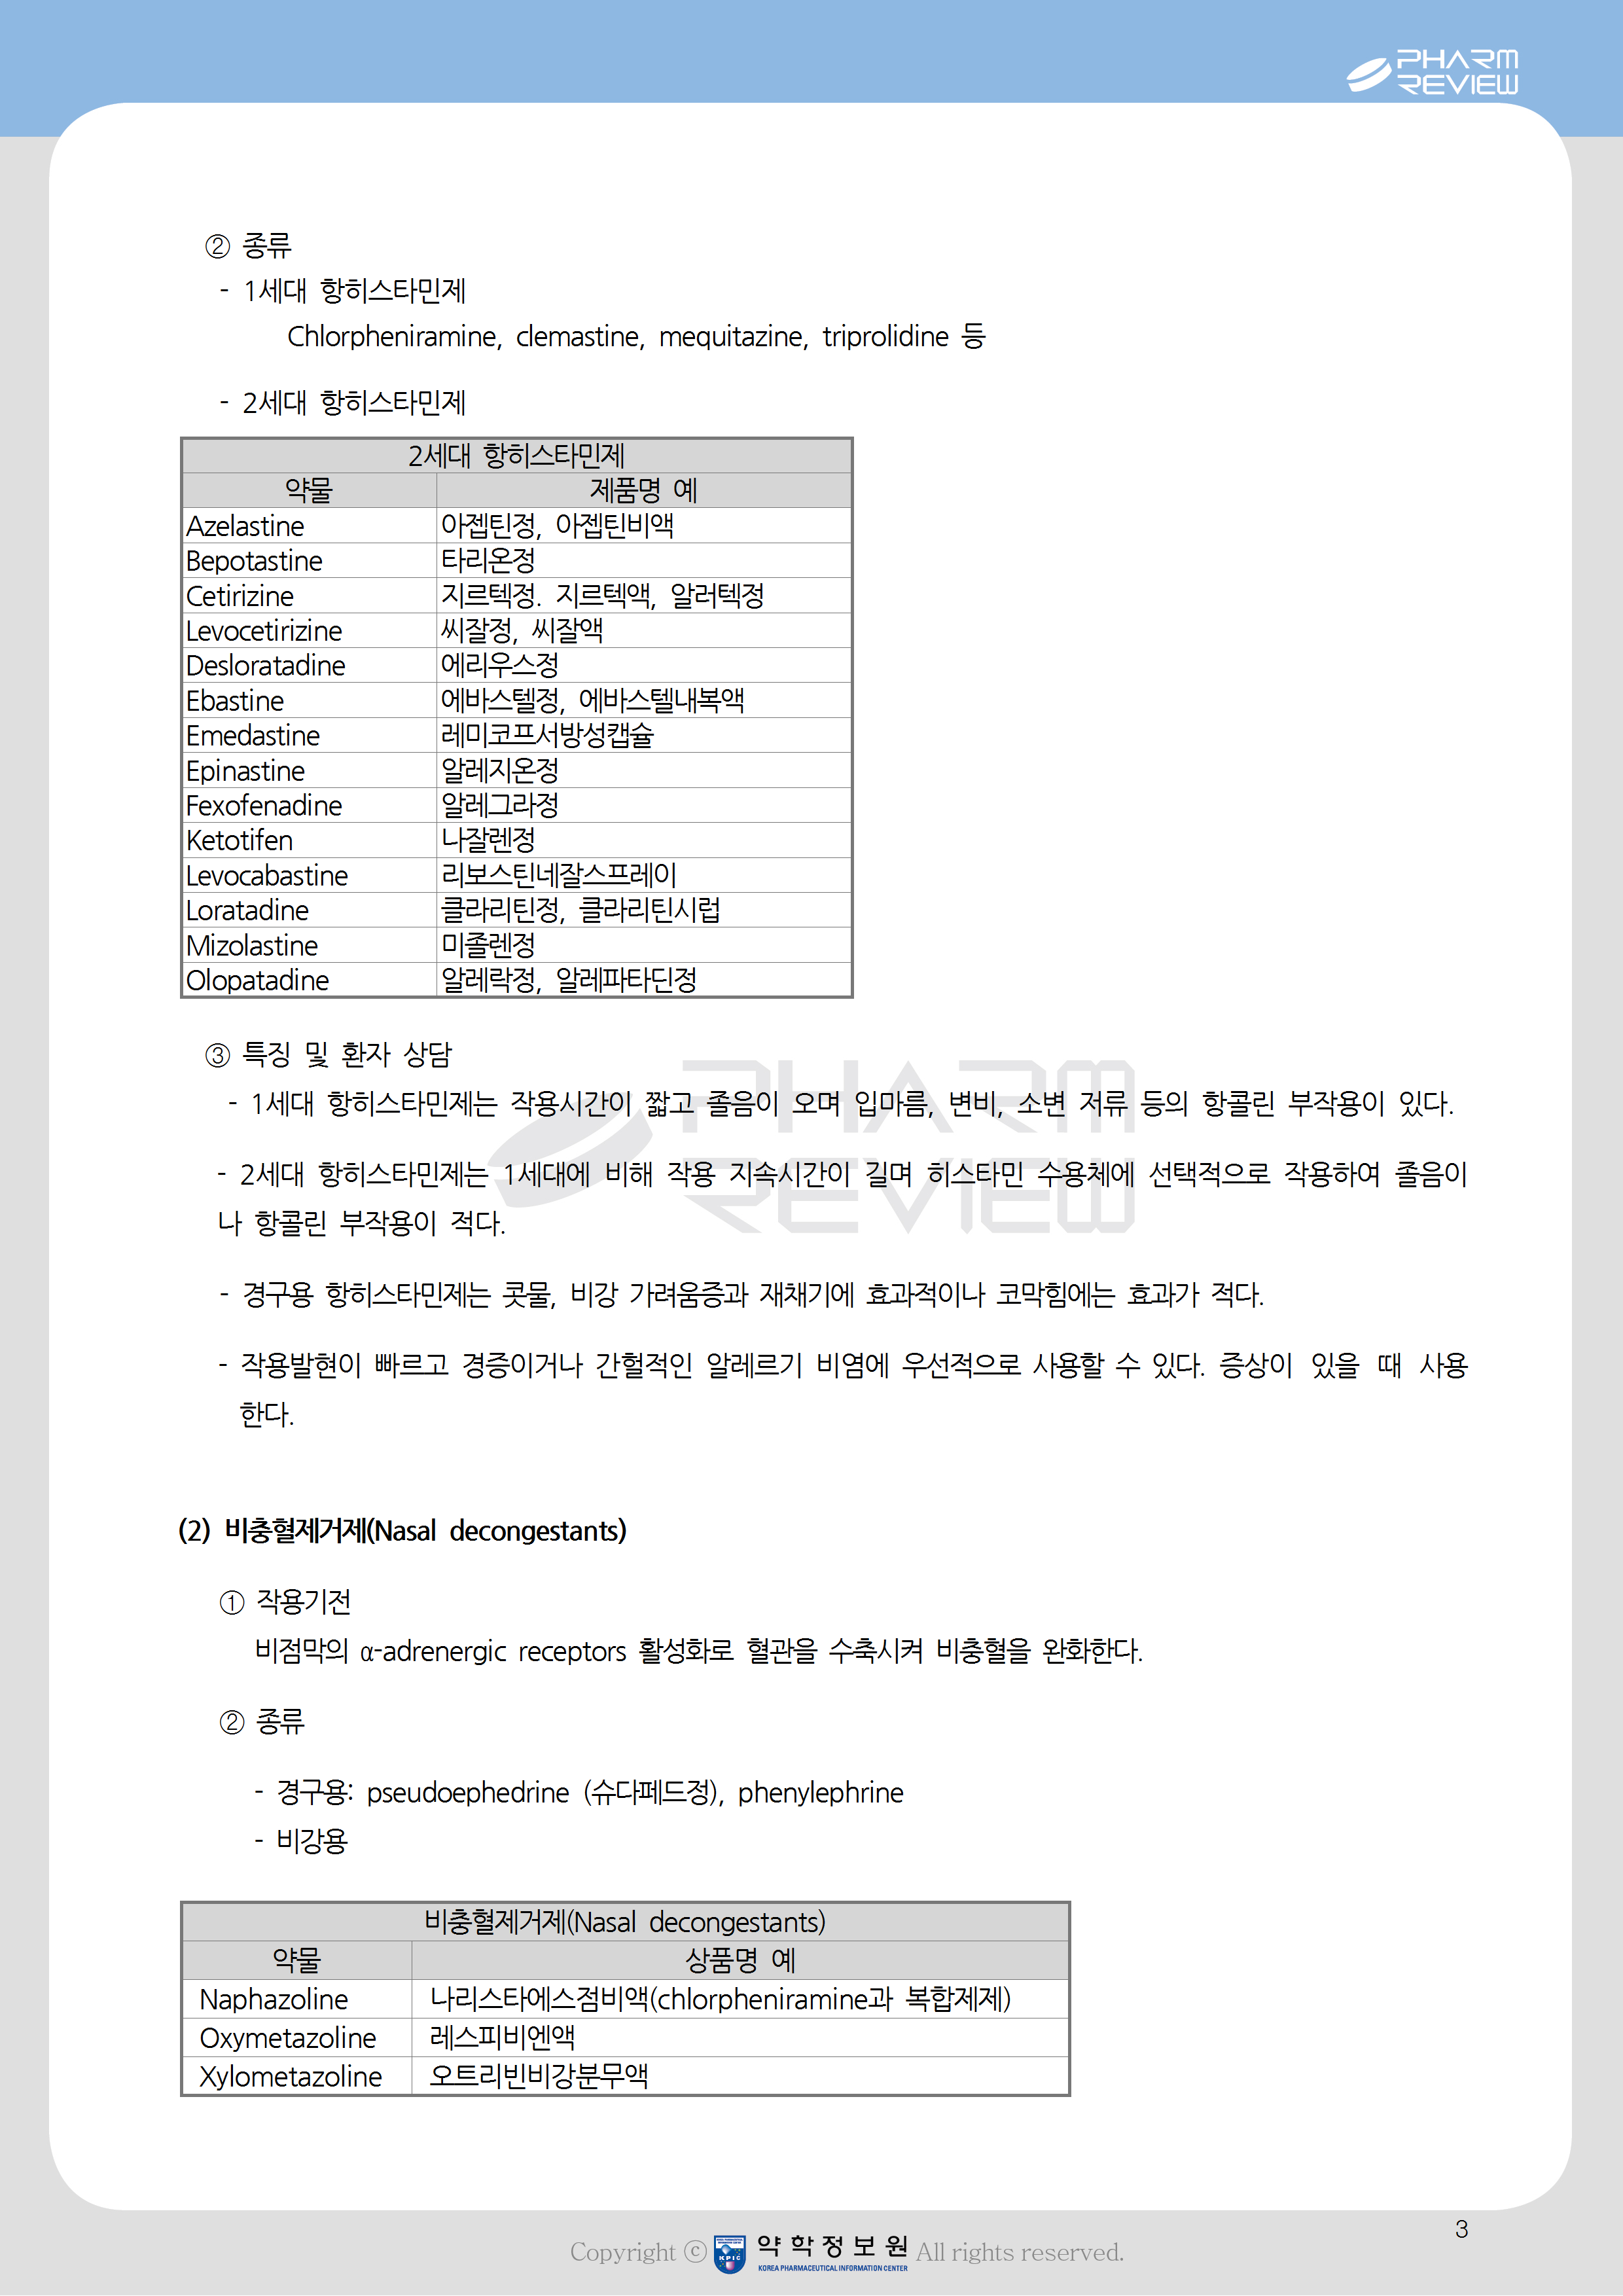 PHARM
REVIEW
② 종류
- 1세대 항히스타민제
Chlorpheniramine, clemastine, mequitazine, triprolidine 등
- 2세대 항히스타민제
2세대 항히스타민제
약물 제품명 예
Azelastine 아젭틴정, 아젭틴비액
Bepotastine 타리온정
Cetirizine 지르텍정. 지르텍액, 알러텍정
Levocetirizine 씨잘정, 씨잘액
Desloratadine 에리우스정
Ebastine 에바스텔정, 에바스텔내복액
Emedastine 레미코프서방성캡슐
Epinastine 알레지온정
Fexofenadine 알레그라정
Ketotifen 나잘렌정
Levocabastine 리보스틴네잘스프레이
Loratadine 클라리틴정, 클라리틴시럽
Mizolastine 미졸렌정
Olopatadine 알레락정, 알레파타딘정
③ 특징 및 환자 상담
PHARM
REVIEW
- 1세대 항히스타민제는 작용시간이 짧고 졸음이 오며 입마름, 변비, 소변 저류 등의 항콜린 부작용이 있다.
- 2세대 항히스타민제는 1세대에 비해 작용 지속시간이 길며 히스타민 수용체에 선택적으로 작용하여 졸음이
나 항콜린 부작용이 적다.
- 경구용 항히스타민제는 콧물, 비강 가려움증과 재채기에 효과적이나 코막힘에는 효과가 적다.
- 작용발현이 빠르고 경증이거나 간헐적인 알레르기 비염에 우선적으로 사용할 수 있다. 증상이 있을 때 사용
한다.
(2) 비충혈제거제(Nasal decongestants)
① 작용기전
비점막의 α-adrenergic receptors 활성화로 혈관을 수축시켜 비충혈을 완화한다.
② 종류
- 경구용: pseudoephedrine (슈다페드정), phenylephrine
- 비강용
비충혈제거제(Nasal decongestants)
약물 상품명 예
Naphazoline 나리스타에스점비액(chlorpheniramine과 복합제제)
Oxymetazoline 레스피비엔액
Xylometazoline 오트리빈비강분무액
3
Copyright ⓒ KPIC 약학정보원 All rights reserved.
KOREA PHARMACEUTICAL INFORMATION CENTER